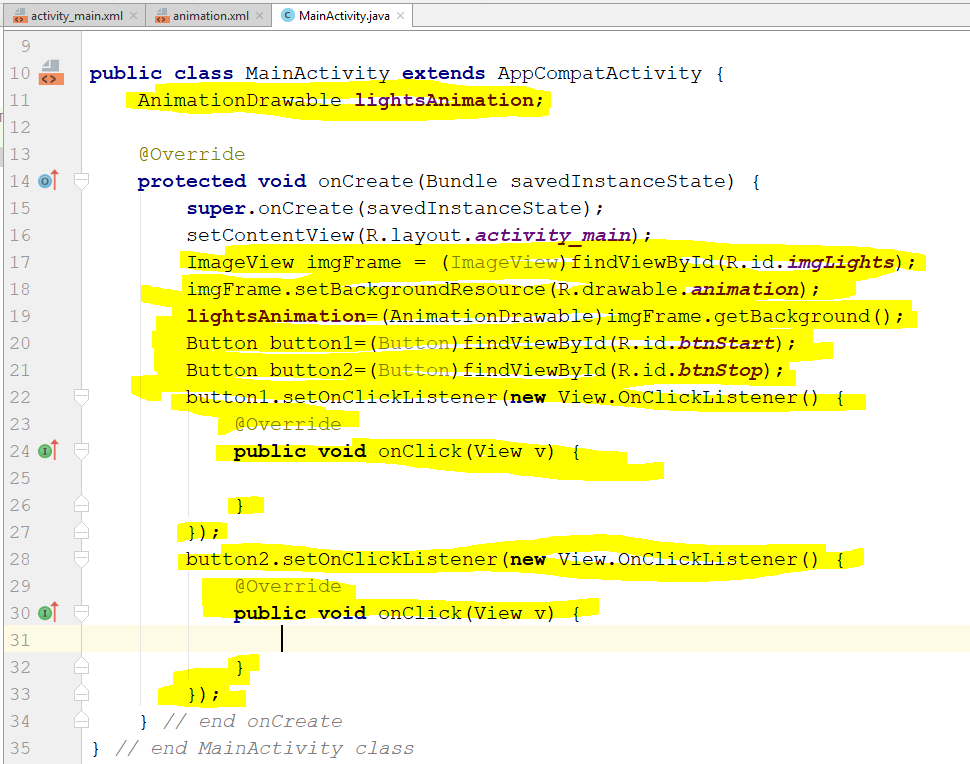 activity_main.xml × animation.xml × C MainActivity.java ×
9
10 public class MainActivity extends AppCompatActivity {
11 AnimationDrawable lightsAnimation;
12
13 @Override
14 protected void onCreate(Bundle savedInstanceState) {
15 super.onCreate(savedInstanceState);
16 setContentView(R.layout.activity_main);
17 ImageView imgFrame = (ImageView)findViewById(R.id.imgLights);
18 imgFrame.setBackgroundResource(R.drawable.animation);
19 lightsAnimation=(AnimationDrawable)imgFrame.getBackground();
20 Button button1=(Button)findViewById(R.id.btnStart);
21 Button button2=(Button)findViewById(R.id.btnStop);
22 button1.setOnClickListener(new View.OnClickListener() {
23 @Override
24 public void onClick(View v) {
25
26 }
27 });
28 button2.setOnClickListener(new View.OnClickListener() {
29 @Override
30 public void onClick(View v) {
31
32 }
33 });
34 } // end onCreate
35 } // end MainActivity class